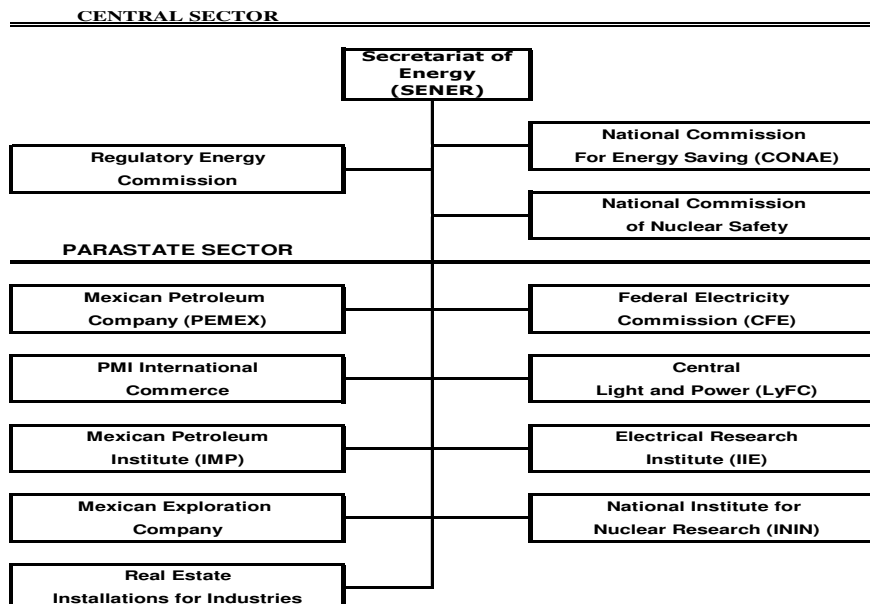 CENTRAL SECTOR
Secretariat of
Energy
(SENER)
National Commission
For Energy Saving (CONAE)
Regulatory Energy
Commission
National Commission
of Nuclear Safety
PARASTATE SECTOR
Mexican Petroleum
Company (PEMEX)
Federal Electricity
Commission (CFE)
PMI International
Commerce
Central
Light and Power (LyFC)
Mexican Petroleum
Institute (IMP)
Electrical Research
Institute (IIE)
Mexican Exploration
Company
National Institute for
Nuclear Research (ININ)
Real Estate
Installations for Industries